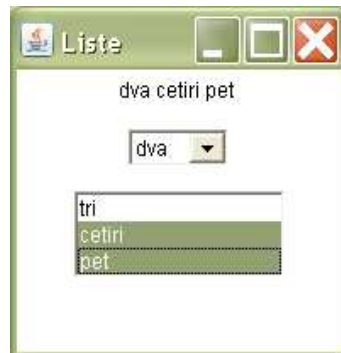 Liste
dva cetiri pet
dva
tri
cetiri
pet